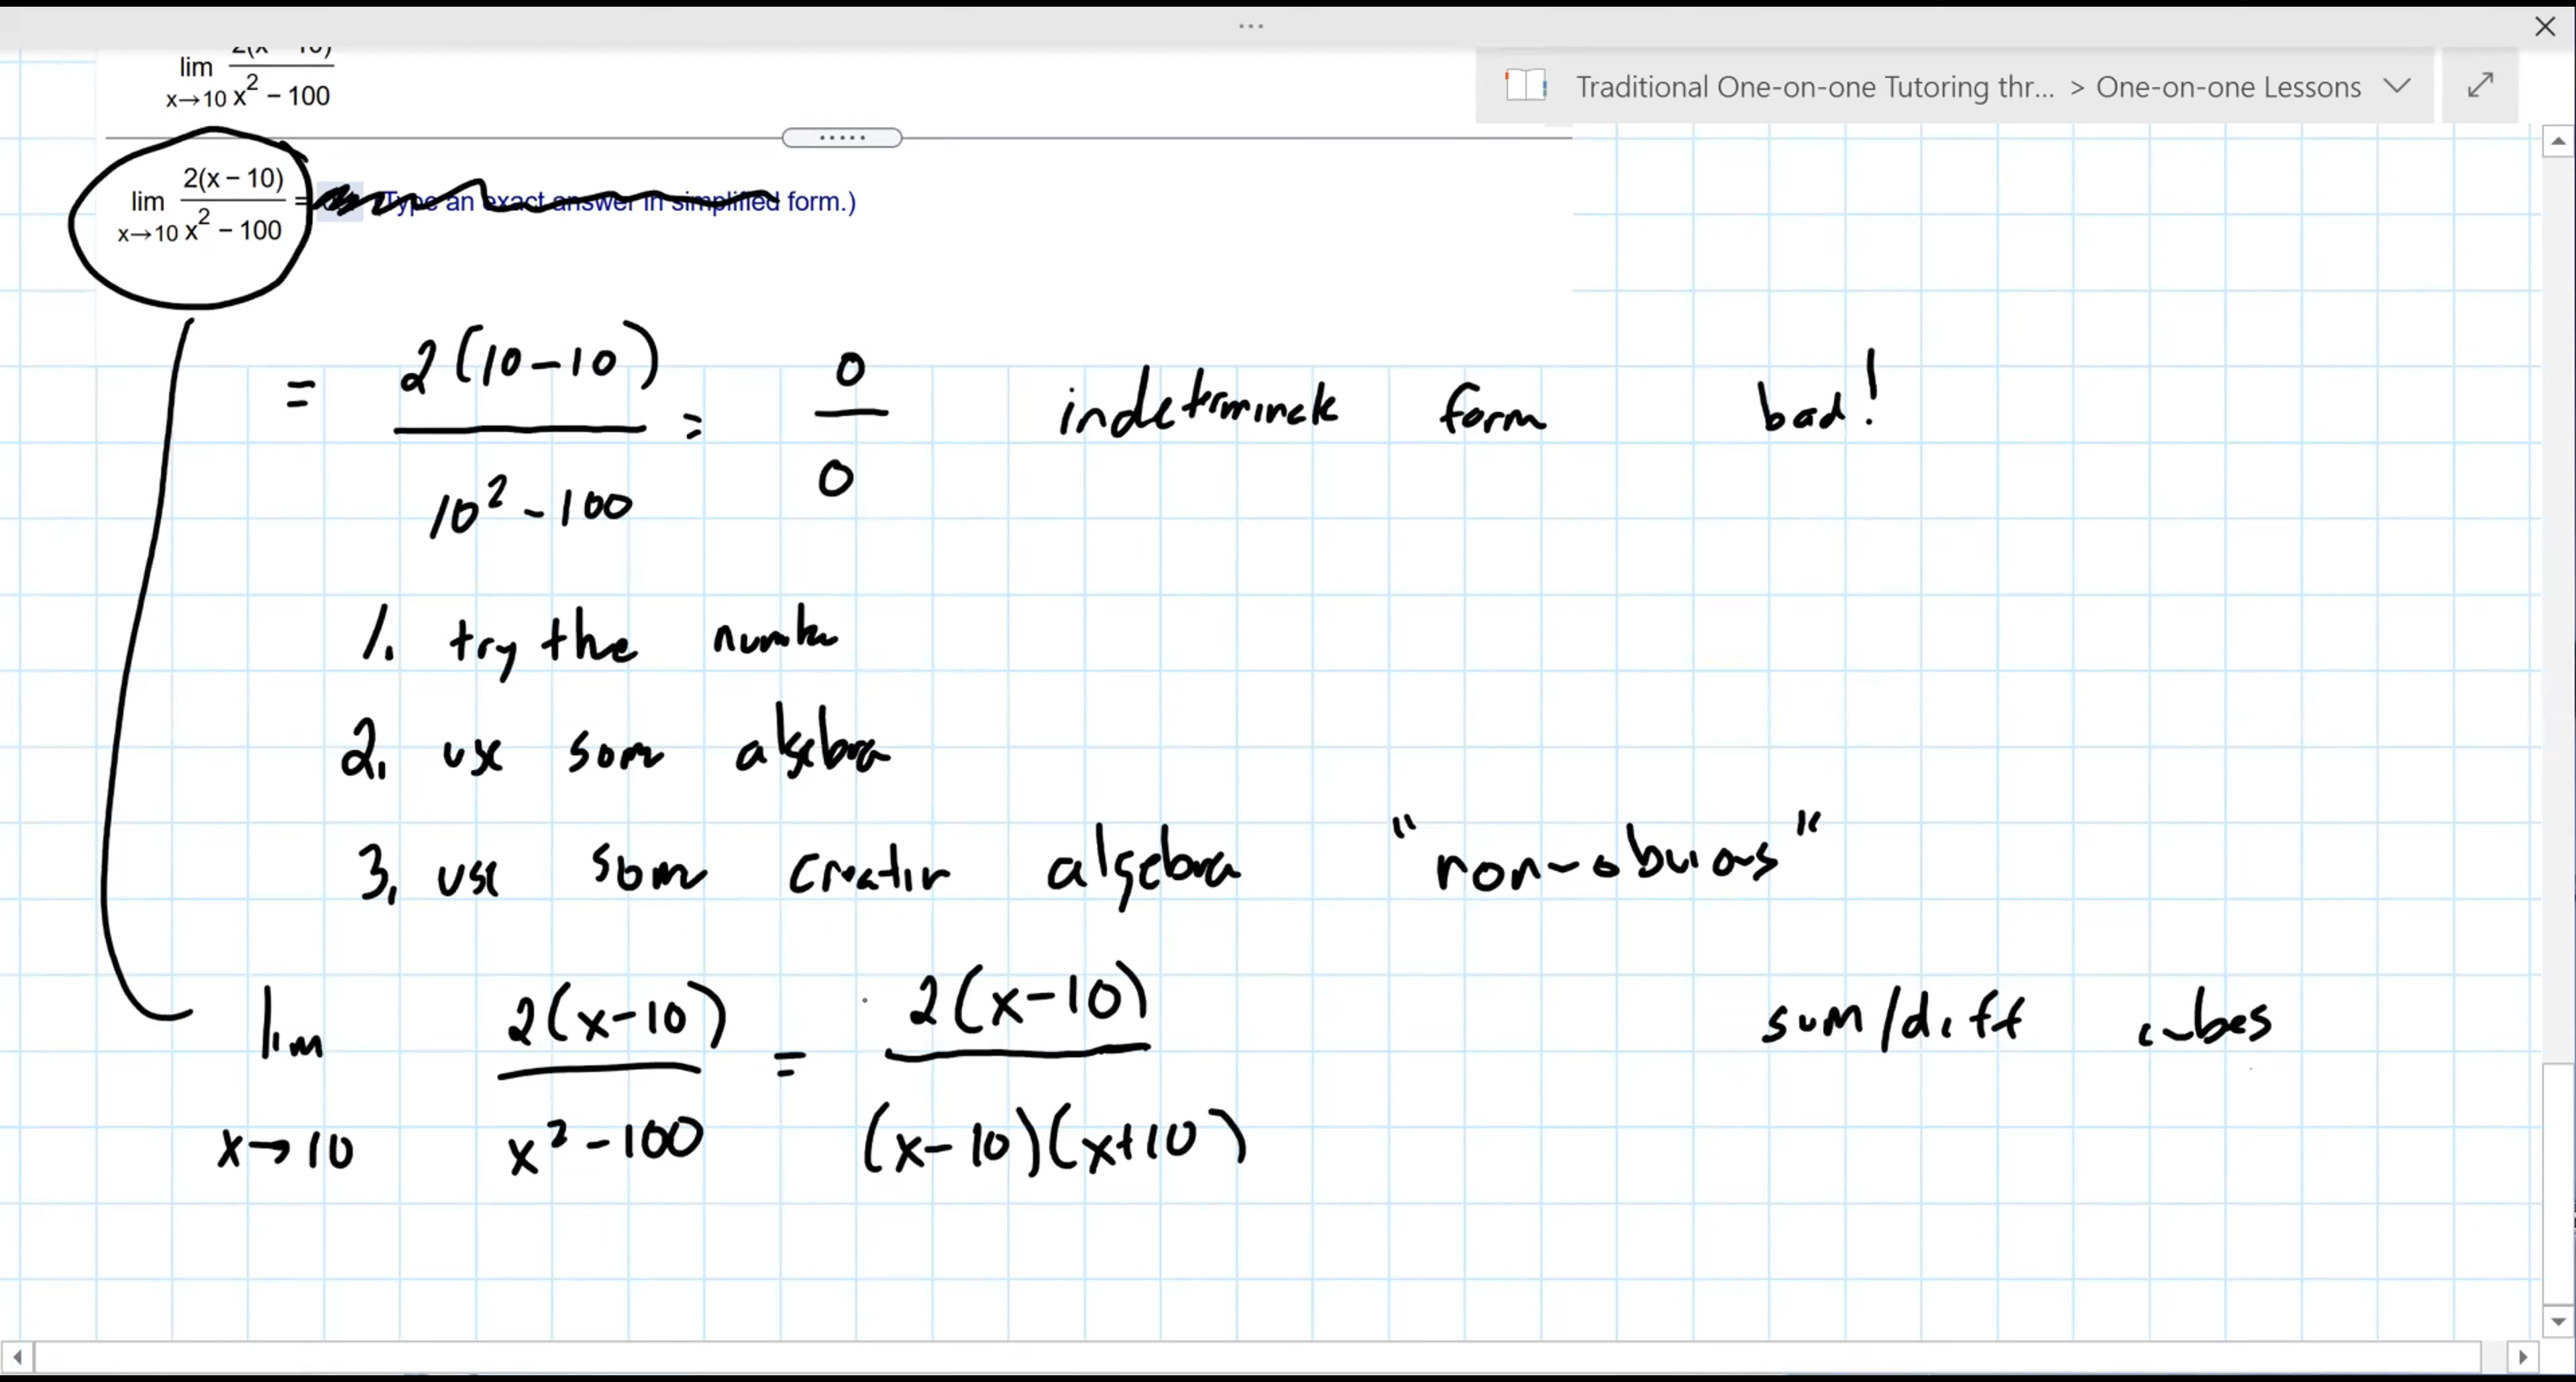 ...
lim 2(x − 10)
x→10 x² − 100
Traditional One-on-one Tutoring thr... > One-on-one Lessons
lim 2(x − 10) / x² − 100 = (Type an exact answer in simplified form.)
x→10
= 2(10-10) / 10² - 100 = 0 / 0 indeterminate form bad!
1. try the number
2. use some algebra
3. use some creative algebra "non-obvious"
lim 2(x-10) / x² - 100 = 2(x-10) / (x-10)(x+10) sum/diff cubes
x→10